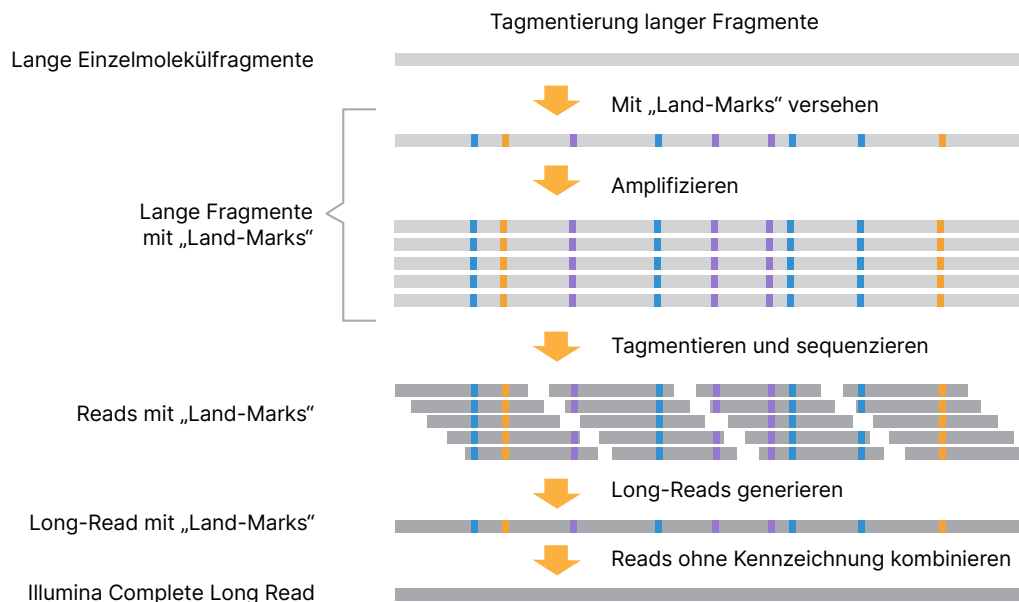 Tagmentierung langer Fragmente
Lange Einzelmolekülfragmente
Mit „Land-Marks“ versehen
Amplifizieren
Lange Fragmente
mit „Land-Marks“
Tagmentieren und sequenzieren
Reads mit „Land-Marks“
Long-Reads generieren
Long-Read mit „Land-Marks“
Reads ohne Kennzeichnung kombinieren
Illumina Complete Long Read